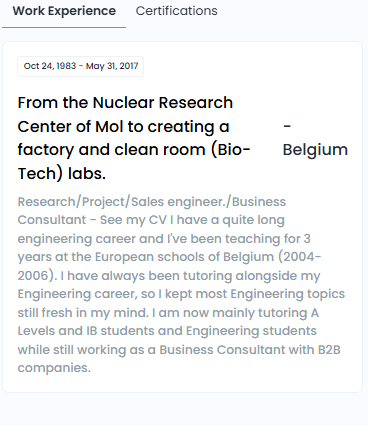 Work Experience Certifications
Oct 24, 1983 - May 31, 2017
From the Nuclear Research
Center of Mol to creating a
factory and clean room (Bio-
Tech) labs.
-
Belgium
Research/Project/Sales engineer./Business
Consultant - See my CV I have a quite long
engineering career and I've been teaching for 3
years at the European schools of Belgium (2004-
2006). I have always been tutoring alongside my
Engineering career, so I kept most Engineering topics
still fresh in my mind. I am now mainly tutoring A
Levels and IB students and Engineering students
while still working as a Business Consultant with B2B
companies.